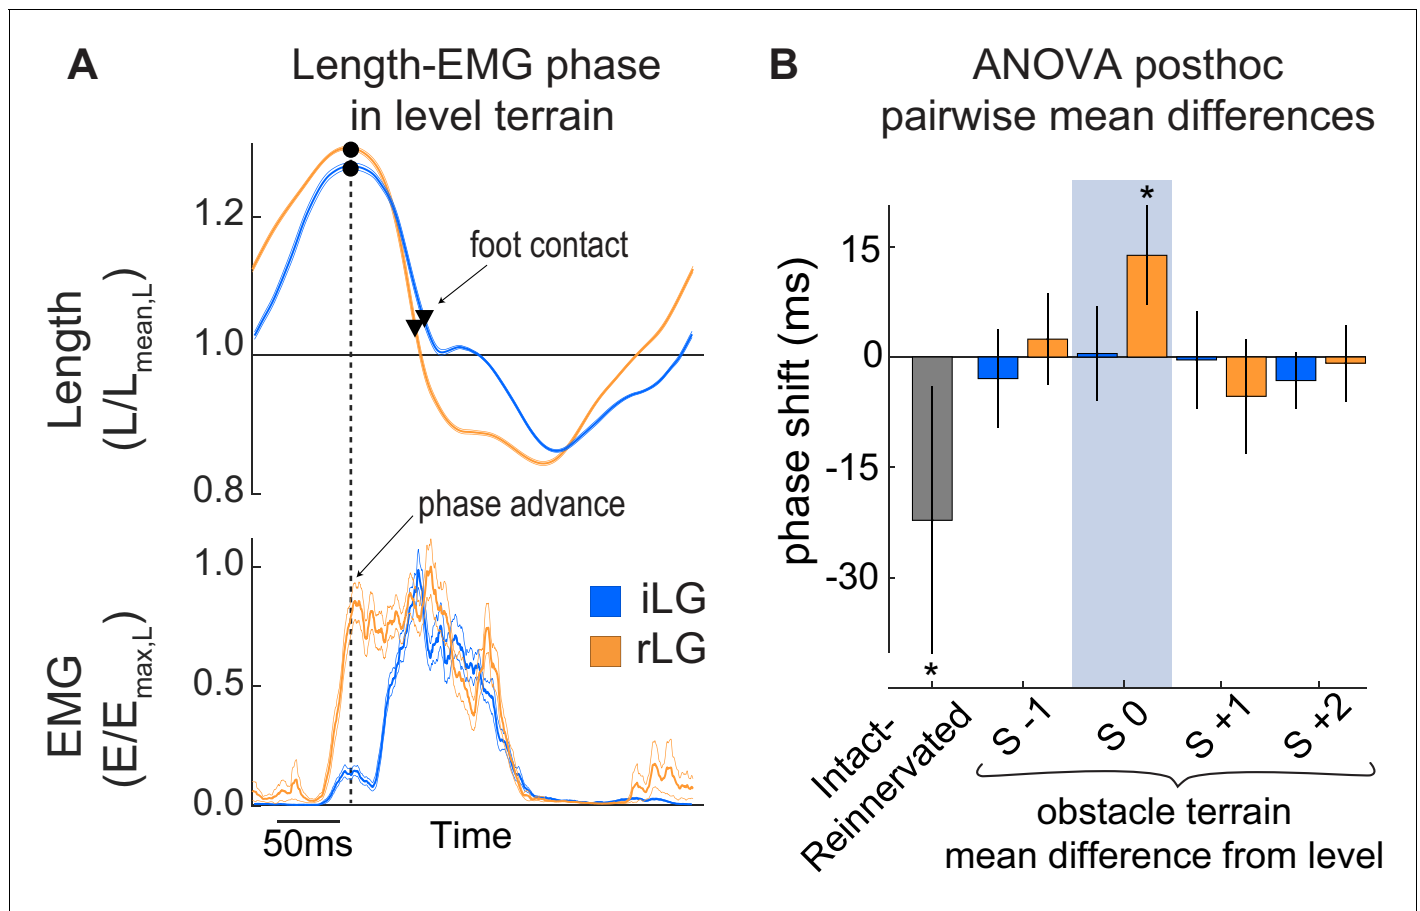 A
Length-EMG phase
in level terrain
1.2
1.0
0.8
Length
(L/Lmean,L)
foot contact
phase advance
1.0
0.5
0.0
EMG
(E/Emax,L)
iLG
rLG
50ms
Time
B
ANOVA posthoc
pairwise mean differences
phase shift (ms)
15
0
-15
-30
*
*
Intact-
Reinnervated
S -1
S 0
S +1
S +2
obstacle terrain
mean difference from level